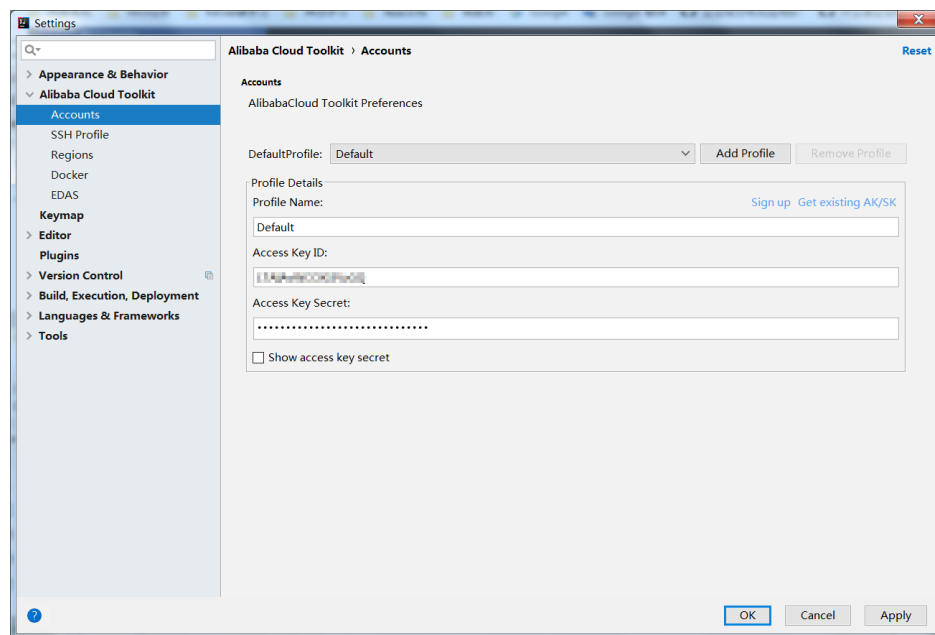 Settings
Alibaba Cloud Toolkit › Accounts
Reset
Appearance & Behavior
Alibaba Cloud Toolkit
Accounts
SSH Profile
Regions
Docker
EDAS
Keymap
Editor
Plugins
Version Control
Build, Execution, Deployment
Languages & Frameworks
Tools
Accounts
AlibabaCloud Toolkit Preferences
DefaultProfile: Default Add Profile Remove Profile
Profile Details
Profile Name: Sign up Get existing AK/SK
Default
Access Key ID:
Access Key Secret:
••••••••••••••••••••••••••••••
Show access key secret
? OK Cancel Apply